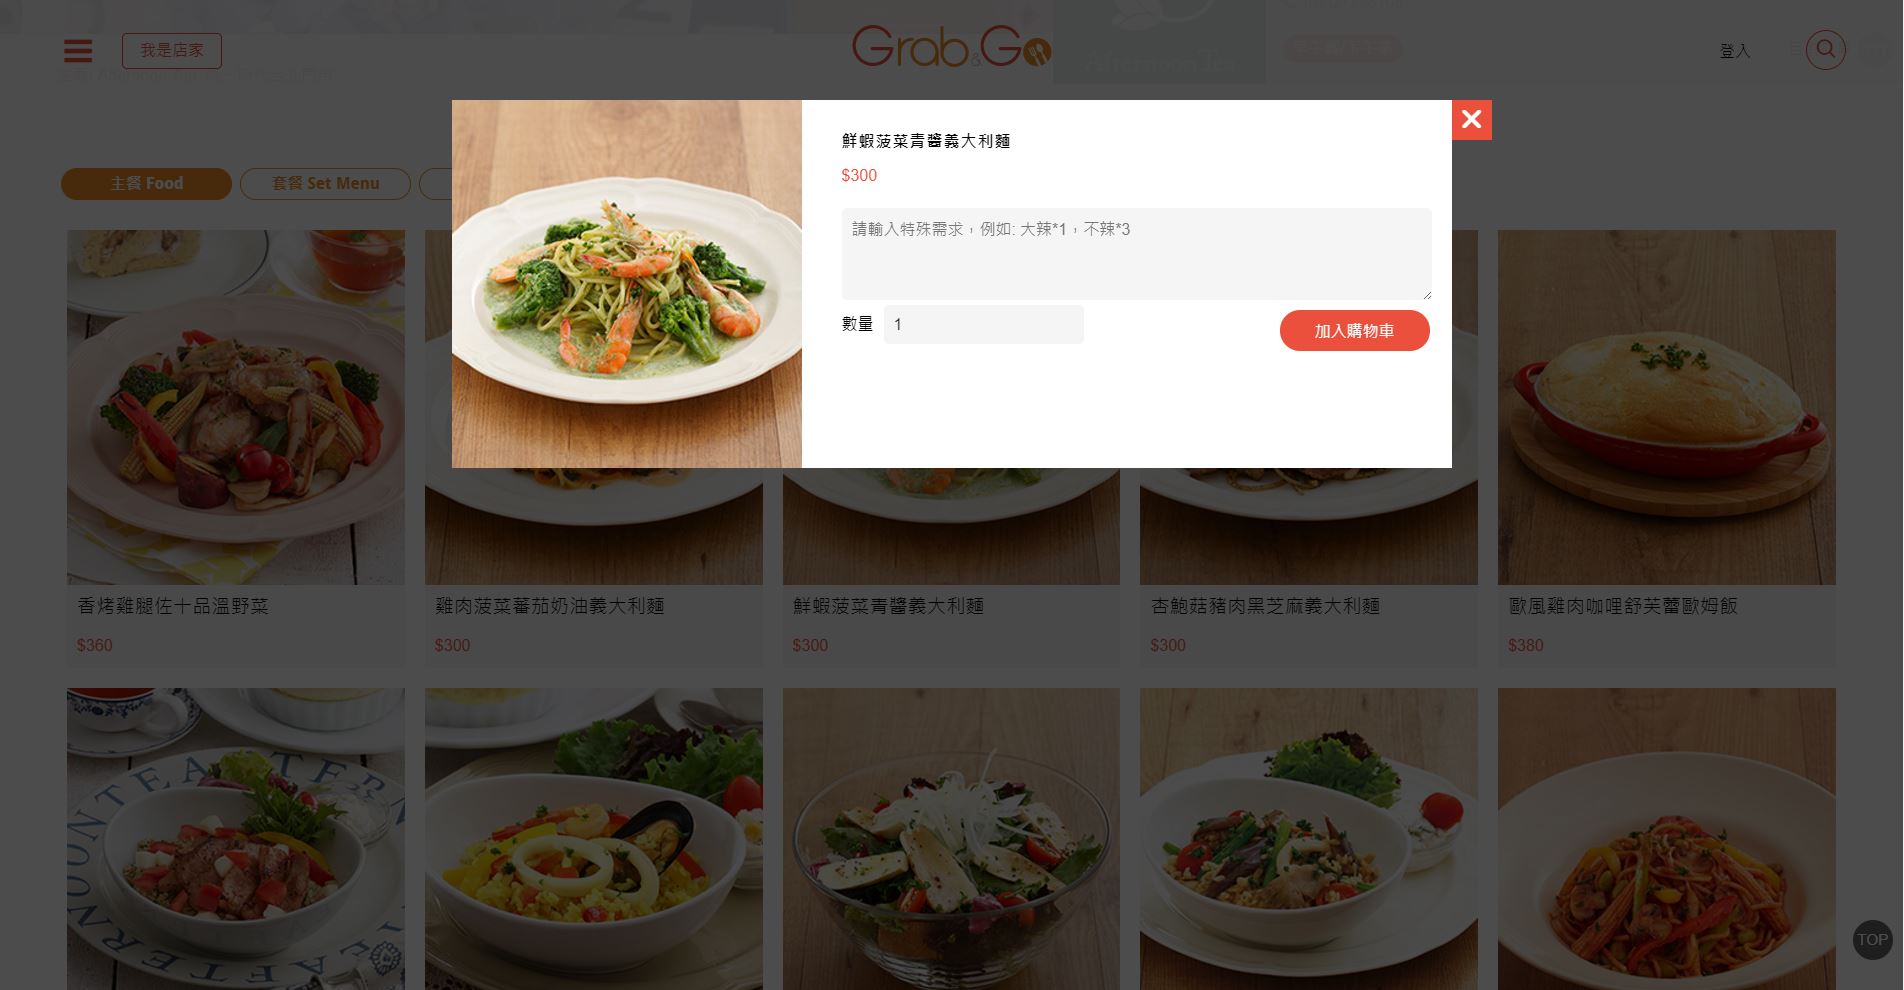 我是店家
Grab&Go
登入
Afternoon Tea
鮮蝦菠菜青醬義大利麵
$300
請輸入特殊需求，例如: 大辣*1，不辣*3
數量 1
加入購物車
主餐 Food
套餐 Set Menu
香烤雞腿佐十品溫野菜
$360
雞肉菠菜蕃茄奶油義大利麵
$300
鮮蝦菠菜青醬義大利麵
$300
杏鮑菇豬肉黑芝麻義大利麵
$300
歐風雞肉咖哩舒芙蕾歐姆飯
$380
TOP